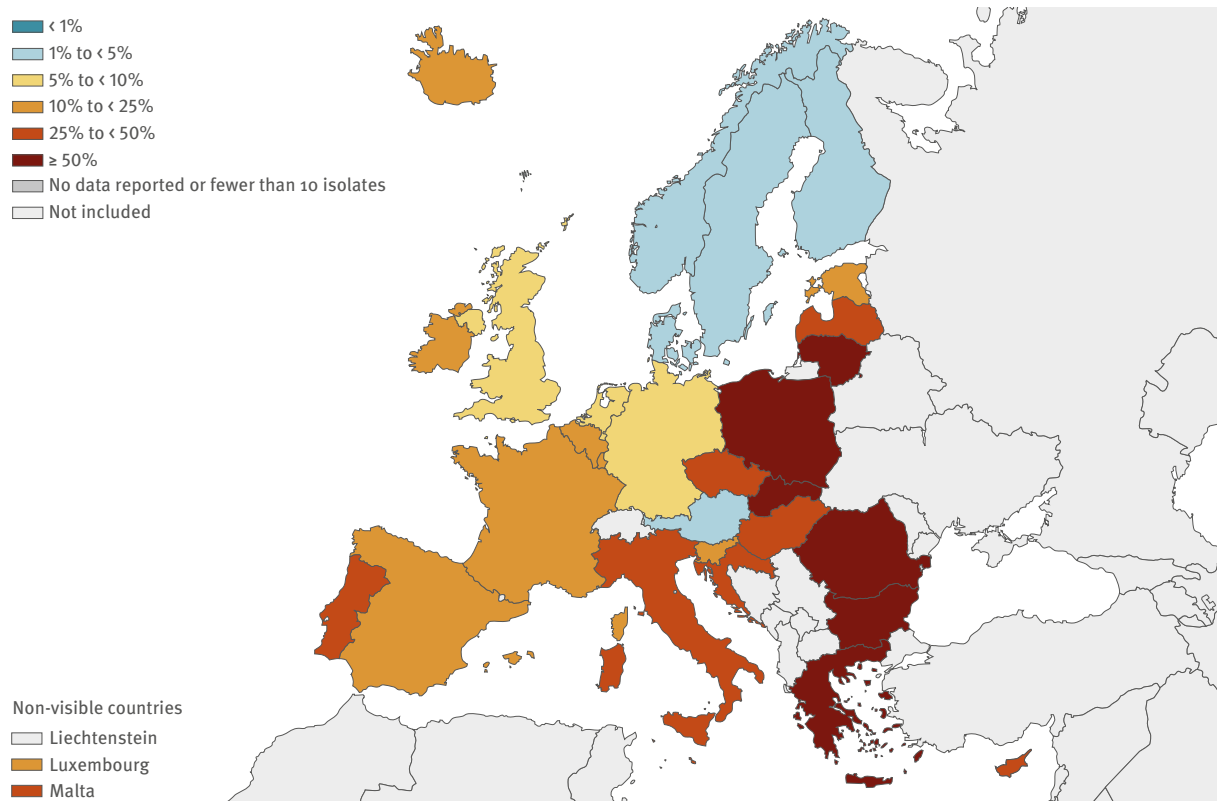 < 1%
1% to < 5%
5% to < 10%
10% to < 25%
25% to < 50%
≥ 50%
No data reported or fewer than 10 isolates
Not included
Non-visible countries
Liechtenstein
Luxembourg
Malta